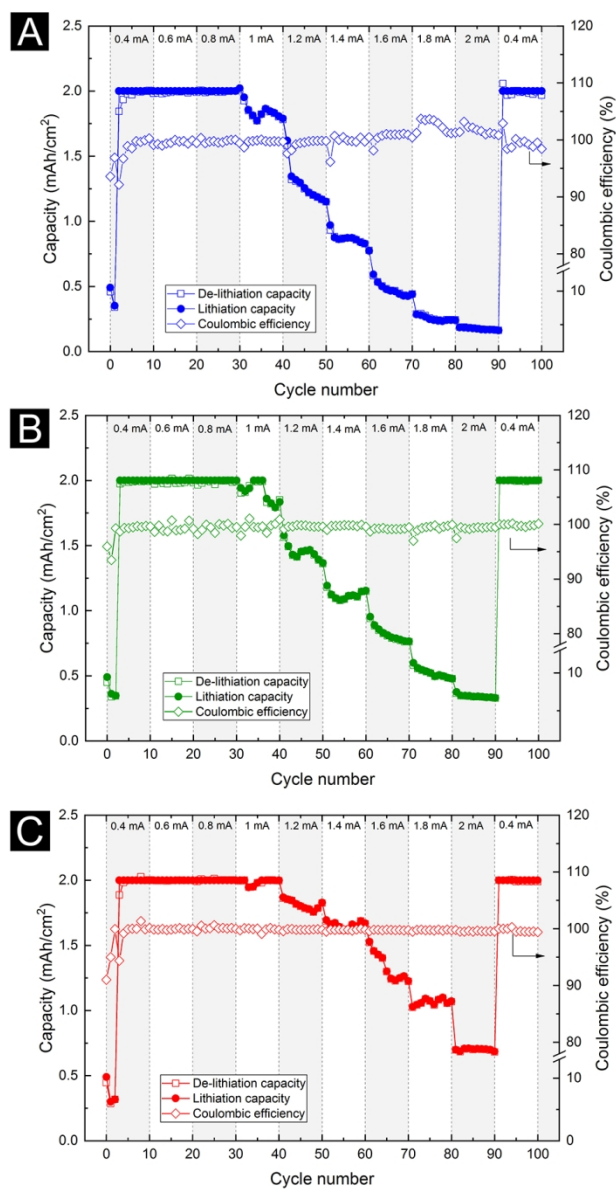 A
0.4 mA 0.6 mA 0.8 mA 1 mA 1.2 mA 1.4 mA 1.6 mA 1.8 mA 2 mA 0.4 mA
2.5
2.0
1.5
1.0
0.5
0.0
Capacity (mAh/cm²)
120
110
100
90
80
10
0
Coulombic efficiency (%)
De-lithiation capacity
Lithiation capacity
Coulombic efficiency
0 10 20 30 40 50 60 70 80 90 100
Cycle number
B
0.4 mA 0.6 mA 0.8 mA 1 mA 1.2 mA 1.4 mA 1.6 mA 1.8 mA 2 mA 0.4 mA
2.5
2.0
1.5
1.0
0.5
0.0
Capacity (mAh/cm²)
120
110
100
90
80
10
Coulombic efficiency (%)
De-lithiation capacity
Lithiation capacity
Coulombic efficiency
0 10 20 30 40 50 60 70 80 90 100
Cycle number
C
0.4 mA 0.6 mA 0.8 mA 1 mA 1.2 mA 1.4 mA 1.6 mA 1.8 mA 2 mA 0.4 mA
2.5
2.0
1.5
1.0
0.5
0.0
Capacity (mAh/cm²)
120
110
100
90
80
10
0
Coulombic efficiency (%)
De-lithiation capacity
Lithiation capacity
Coulombic efficiency
0 10 20 30 40 50 60 70 80 90 100
Cycle number